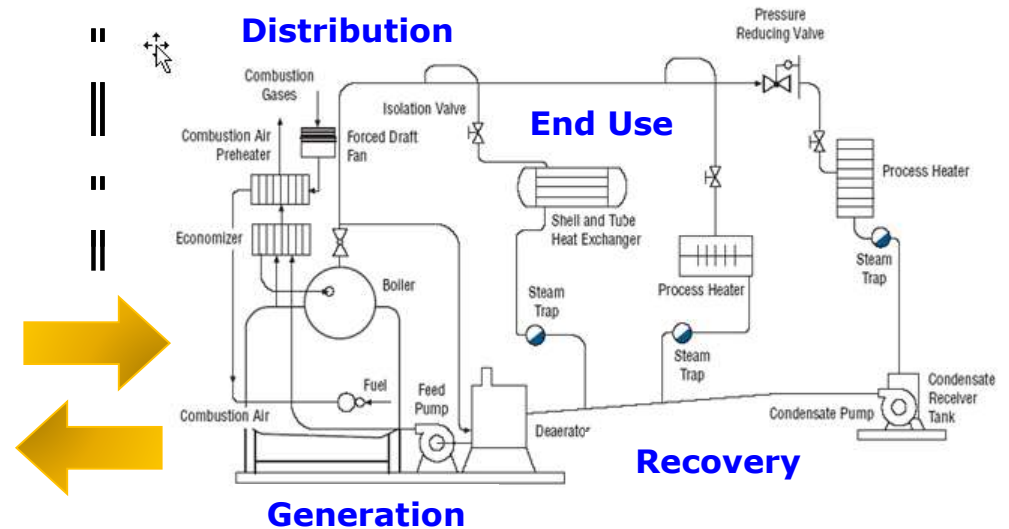 Distribution
Pressure
Reducing Valve
Combustion
Gases
Isolation Valve
End Use
Combustion Air
Preheater
Forced Draft
Fan
Process Heater
Shell and Tube
Heat Exchanger
Economizer
Steam
Trap
Boiler
Process Heater
Steam
Trap
Steam
Trap
Fuel
Feed
Pump
Condensate
Receiver
Tank
Combustion Air
Condensate Pump
Deaerator
Recovery
Generation